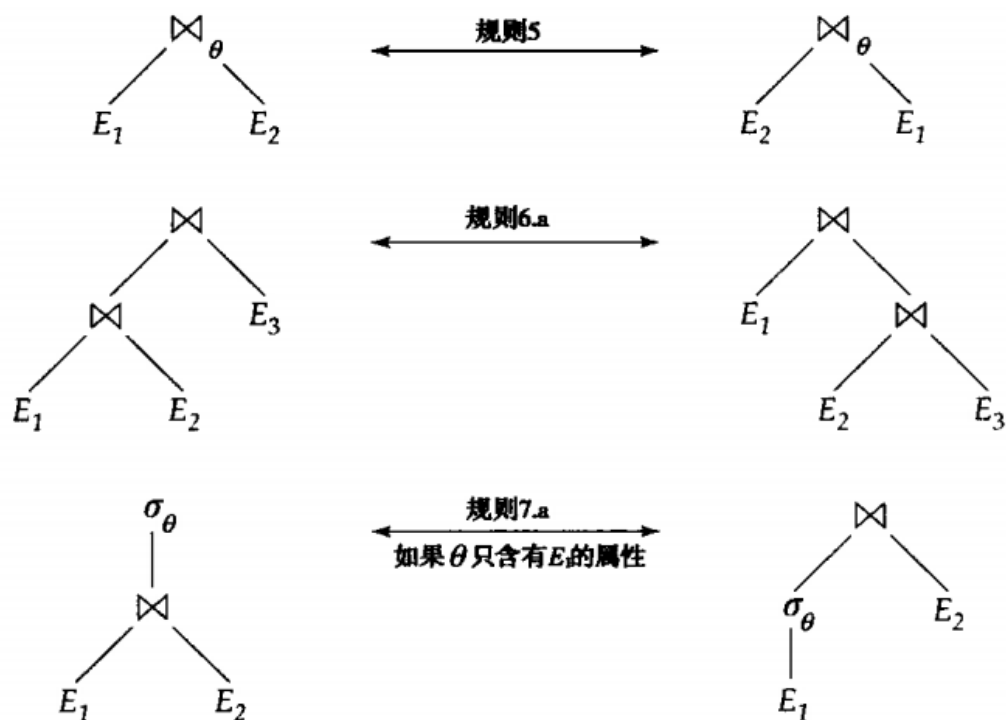 ⋈θ 规则5 ⋈θ
E1 E2 E2 E1
⋈ 规则6.a ⋈
⋈ E3 E1 ⋈
E1 E2 E2 E3
σθ 规则7.a ⋈
如果θ只含有E1的属性
⋈ σθ E2
E1 E2 E1